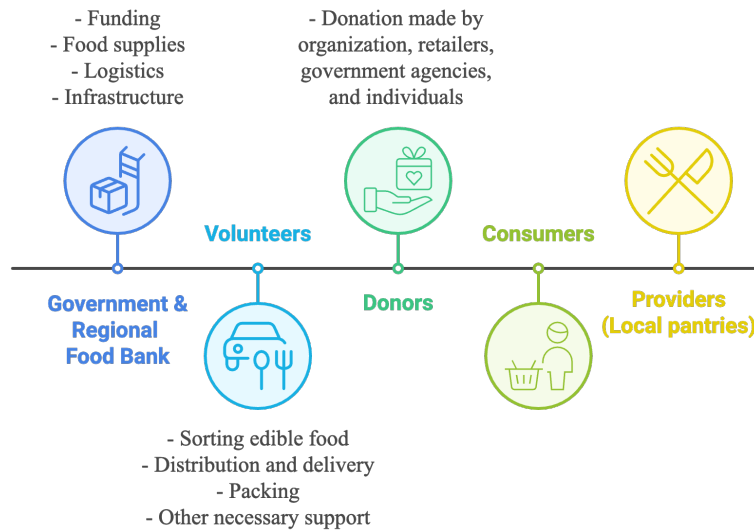 - Funding
- Food supplies
- Logistics
- Infrastructure
- Donation made by
organization, retailers,
government agencies,
and individuals
Volunteers
Consumers
Government &
Regional
Food Bank
Donors
Providers
(Local pantries)
- Sorting edible food
- Distribution and delivery
- Packing
- Other necessary support